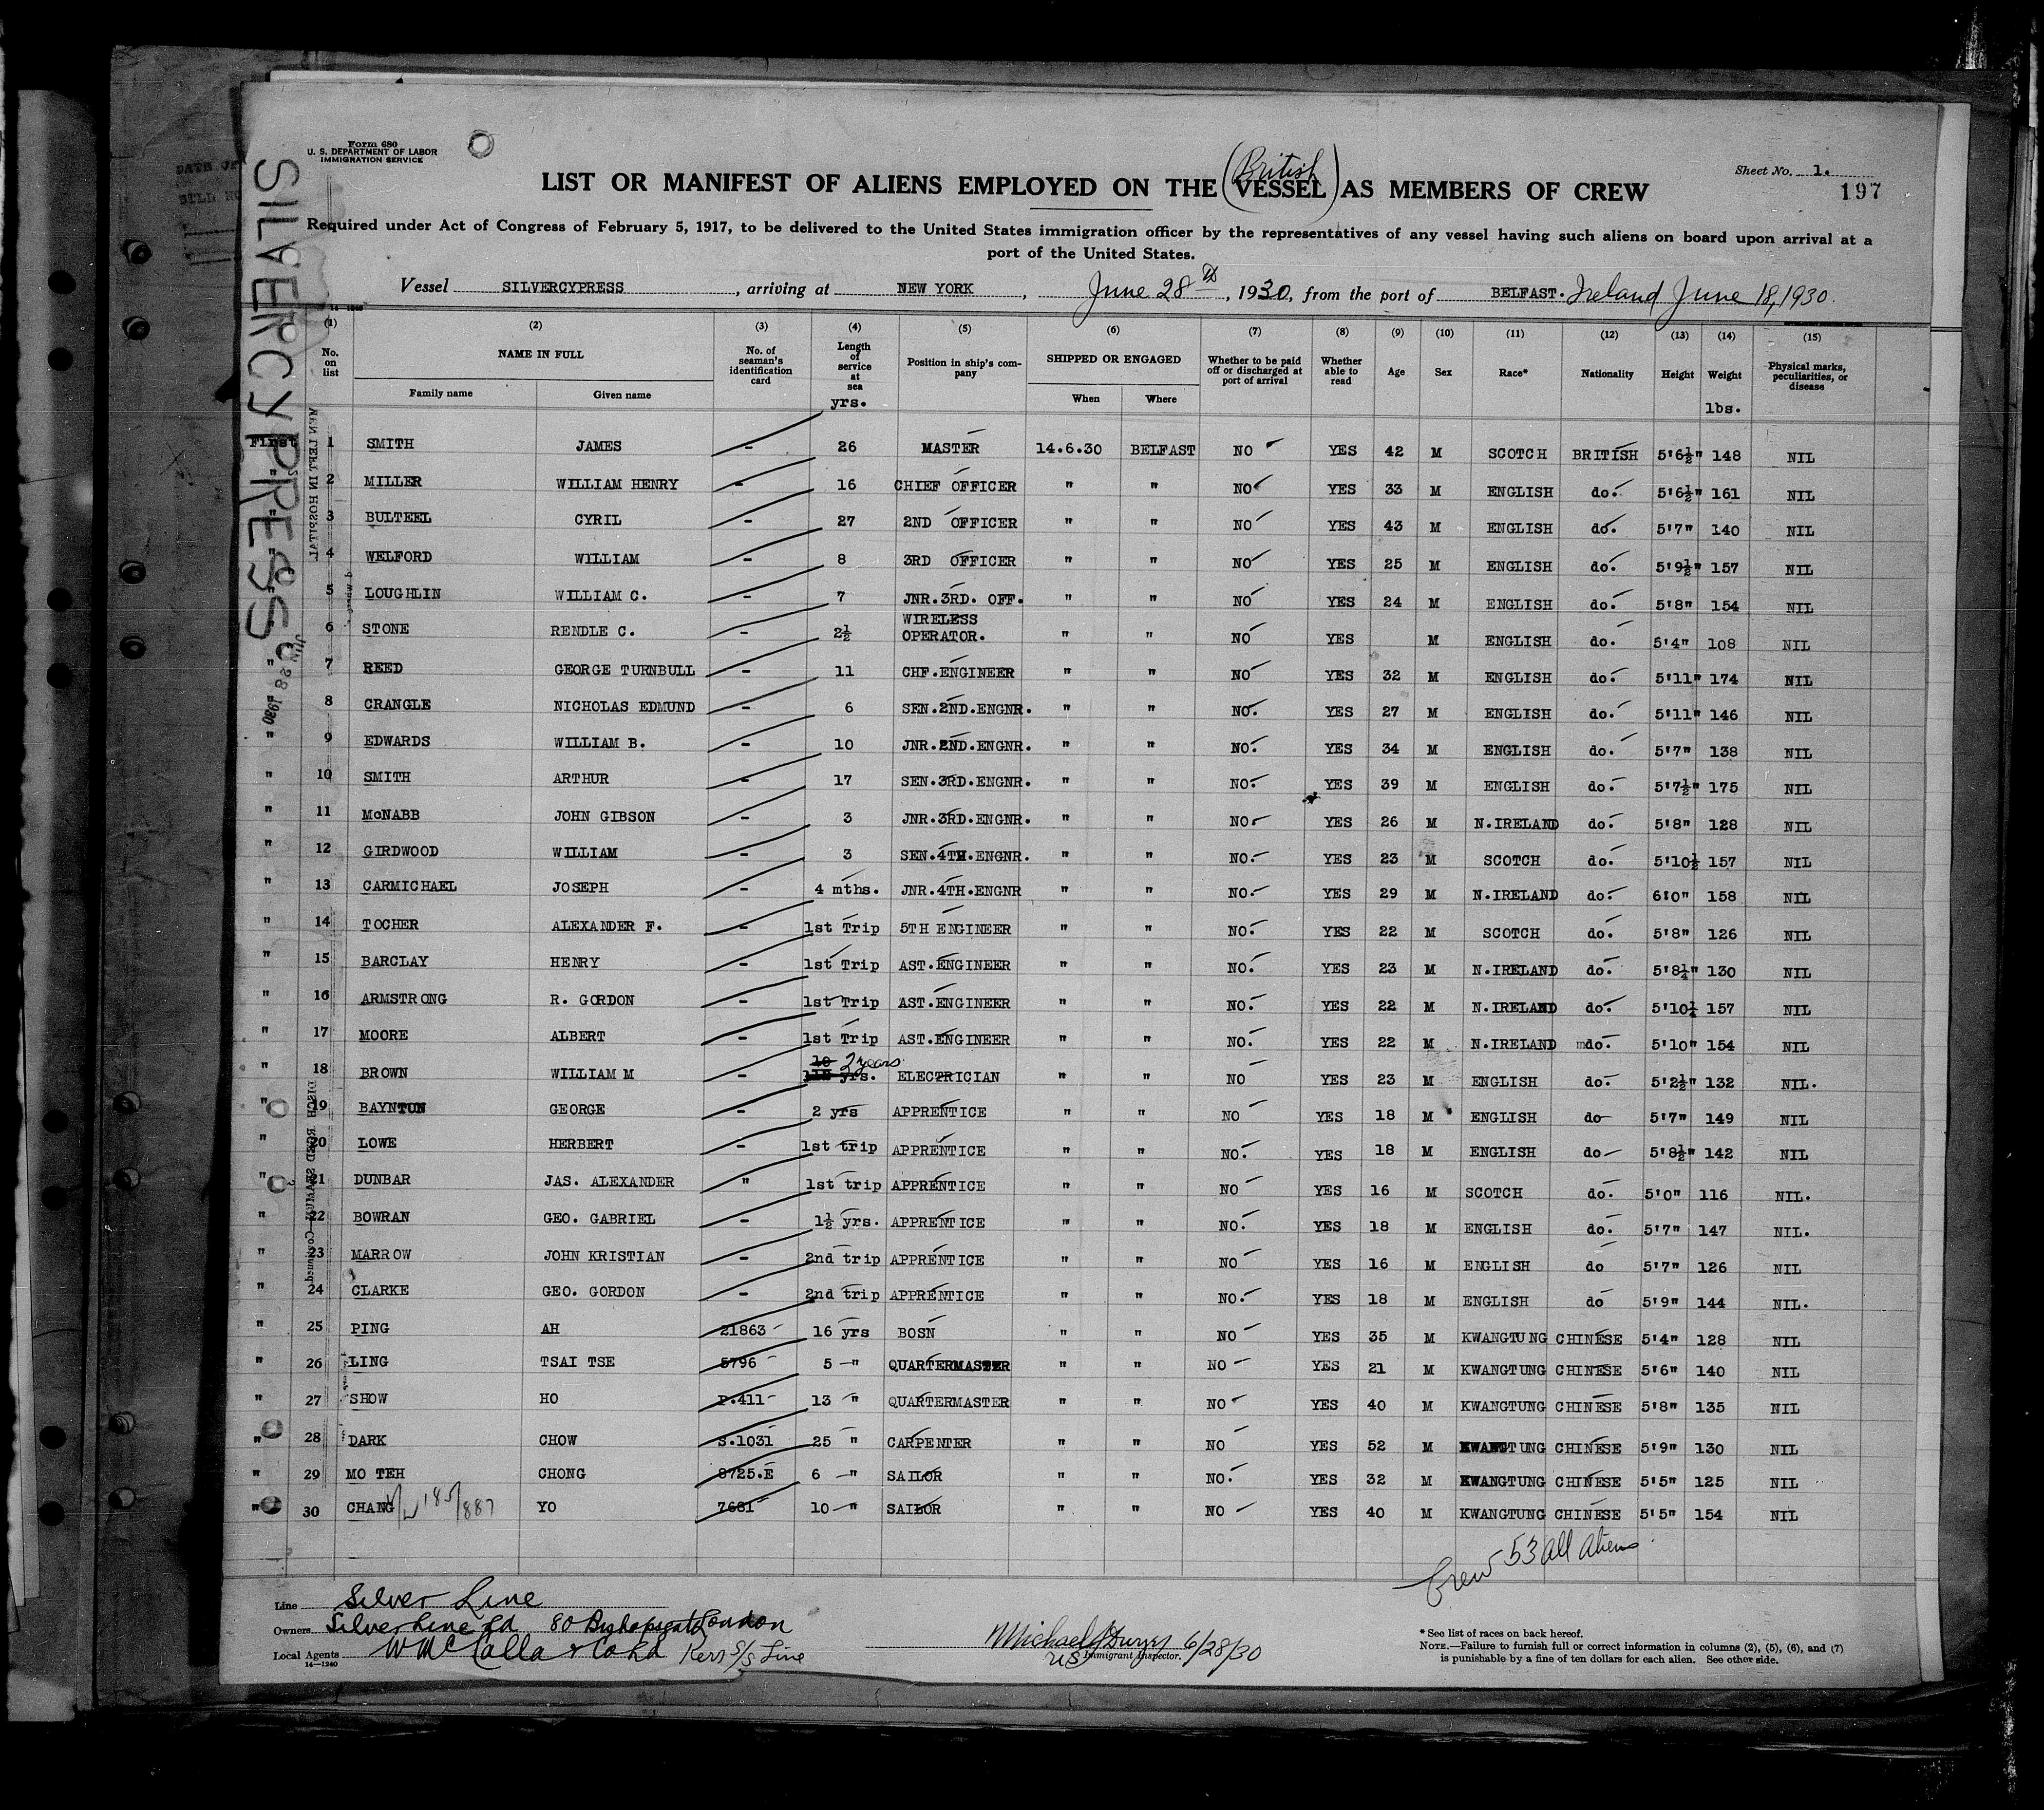 Form 680
U. S. DEPARTMENT OF LABOR
IMMIGRATION SERVICE
Sheet No. 1.
197
LIST OR MANIFEST OF ALIENS EMPLOYED ON THE (British VESSEL) AS MEMBERS OF CREW
Required under Act of Congress of February 5, 1917, to be delivered to the United States immigration officer by the representatives of any vessel having such aliens on board upon arrival at a
port of the United States.
Vessel SILVERCYPRESS, arriving at NEW YORK, June 28th, 1930, from the port of BELFAST. Ireland June 18, 1930.
SILVERCYPRESS
JUN 28 1930
MEN LEFT IN HOSPITAL
(1) (2) (3) (4) (5) (6) (7) (8) (9) (10) (11) (12) (13) (14) (15)
No. on list NAME IN FULL Family name Given name No. of seaman's identification card Length of service at sea yrs. Position in ship's company SHIPPED OR ENGAGED When Where Whether to be paid off or discharged at port of arrival Whether able to read Age Sex Race* Nationality Height Weight lbs. Physical marks, peculiarities, or disease
First 1 SMITH JAMES - 26 MASTER 14.6.30 BELFAST NO YES 42 M SCOTCH BRITISH 5'6½" 148 NIL
" 2 MILLER WILLIAM HENRY - 16 CHIEF OFFICER " " NO YES 33 M ENGLISH do. 5'6½" 161 NIL
" 3 BULTEEL CYRIL - 27 2ND OFFICER " " NO YES 43 M ENGLISH do. 5'7" 140 NIL
" 4 WELFORD WILLIAM - 8 3RD OFFICER " " NO YES 25 M ENGLISH do. 5'9½" 157 NIL
" 5 LOUGHLIN WILLIAM C. - 7 JNR.3RD. OFF. " " NO YES 24 M ENGLISH do. 5'8" 154 NIL
" 6 STONE RENDLE C. - 2½ WIRELESS OPERATOR. " " NO YES M ENGLISH do. 5'4" 108 NIL
" 7 REED GEORGE TURNBULL - 11 CHF.ENGINEER " " NO YES 32 M ENGLISH do. 5'11" 174 NIL
" 8 CRANGLE NICHOLAS EDMUND - 6 SEN.2ND.ENGNR. " " NO. YES 27 M ENGLISH do. 5'11" 146 NIL
" 9 EDWARDS WILLIAM B. - 10 JNR.2ND.ENGNR. " " NO. YES 34 M ENGLISH do. 5'7" 138 NIL
" 10 SMITH ARTHUR - 17 SEN.3RD.ENGNR. " " NO. YES 39 M ENGLISH do. 5'7½" 175 NIL
" 11 McNABB JOHN GIBSON - 3 JNR.3RD.ENGNR. " " NO. YES 26 M N.IRELAND do. 5'8" 128 NIL
" 12 GIRDWOOD WILLIAM - 3 SEN.4TH.ENGNR. " " NO. YES 23 M SCOTCH do. 5'10½ 157 NIL
" 13 CARMICHAEL JOSEPH - 4 mths. JNR.4TH.ENGNR " " NO. YES 29 M N.IRELAND do. 6'0" 158 NIL
" 14 TOCHER ALEXANDER F. - 1st Trip 5TH ENGINEER " " NO. YES 22 M SCOTCH do. 5'8" 126 NIL
" 15 BARCLAY HENRY - 1st Trip AST.ENGINEER " " NO. YES 23 M N.IRELAND do. 5'8¼" 130 NIL
" 16 ARMSTRONG R. GORDON - 1st Trip AST.ENGINEER " " NO. YES 22 M N.IRELAND do. 5'10¼ 157 NIL
" 17 MOORE ALBERT - 1st Trip AST.ENGINEER " " NO. YES 22 M N.IRELAND mdo. 5'10" 154 NIL
" 18 BROWN WILLIAM M - 2 years yrs. ELECTRICIAN " " NO YES 23 M ENGLISH do. 5'2½" 132 NIL.
" 19 BAYNTUN GEORGE - 2 yrs APPRENTICE " " NO YES 18 M ENGLISH do 5'7" 149 NIL
" 20 LOWE HERBERT - 1st trip APPRENTICE " " NO. YES 18 M ENGLISH do 5'8½" 142 NIL
" 21 DUNBAR JAS. ALEXANDER " 1st trip APPRENTICE " " NO YES 16 M SCOTCH do. 5'0" 116 NIL.
" 22 BOWRAN GEO. GABRIEL - 1½ yrs. APPRENTICE " " NO. YES 18 M ENGLISH do. 5'7" 147 NIL.
" 23 MARROW JOHN KRISTIAN - 2nd trip APPRENTICE " " NO YES 16 M ENGLISH do 5'7" 126 NIL
" 24 CLARKE GEO. GORDON - 2nd trip APPRENTICE " " NO. YES 18 M ENGLISH do 5'9" 144 NIL.
" 25 PING AH 21863 16 yrs BOSN " " NO YES 35 M KWANGTUNG CHINESE 5'4" 128 NIL
" 26 LING TSAI TSE 5796 5 " QUARTERMASTER " " NO YES 21 M KWANGTUNG CHINESE 5'6" 140 NIL
" 27 SHOW HO P.411 13 " QUARTERMASTER " " NO YES 40 M KWANGTUNG CHINESE 5'8" 135 NIL
" 28 DARK CHOW S.1031 25 " CARPENTER " " NO YES 52 M KWANGTUNG CHINESE 5'9" 130 NIL
" 29 MO TEH CHONG 8725.E 6 " SAILOR " " NO. YES 32 M KWANGTUNG CHINESE 5'5" 125 NIL
" 30 CHANG 185/887 YO 7681 10 " SAILOR " " NO YES 40 M KWANGTUNG CHINESE 5'5" 154 NIL
Crew 53 all aliens.
Line Silver Line
Owners Silver Line Ld 80 Bishopsgate London
Local Agents W McCalla & Co Ld Kerr S/S Line
14—1240
6/28/30
US Immigrant Inspector.
* See list of races on back hereof.
NOTE.—Failure to furnish full or correct information in columns (2), (5), (6), and (7)
is punishable by a fine of ten dollars for each alien. See other side.